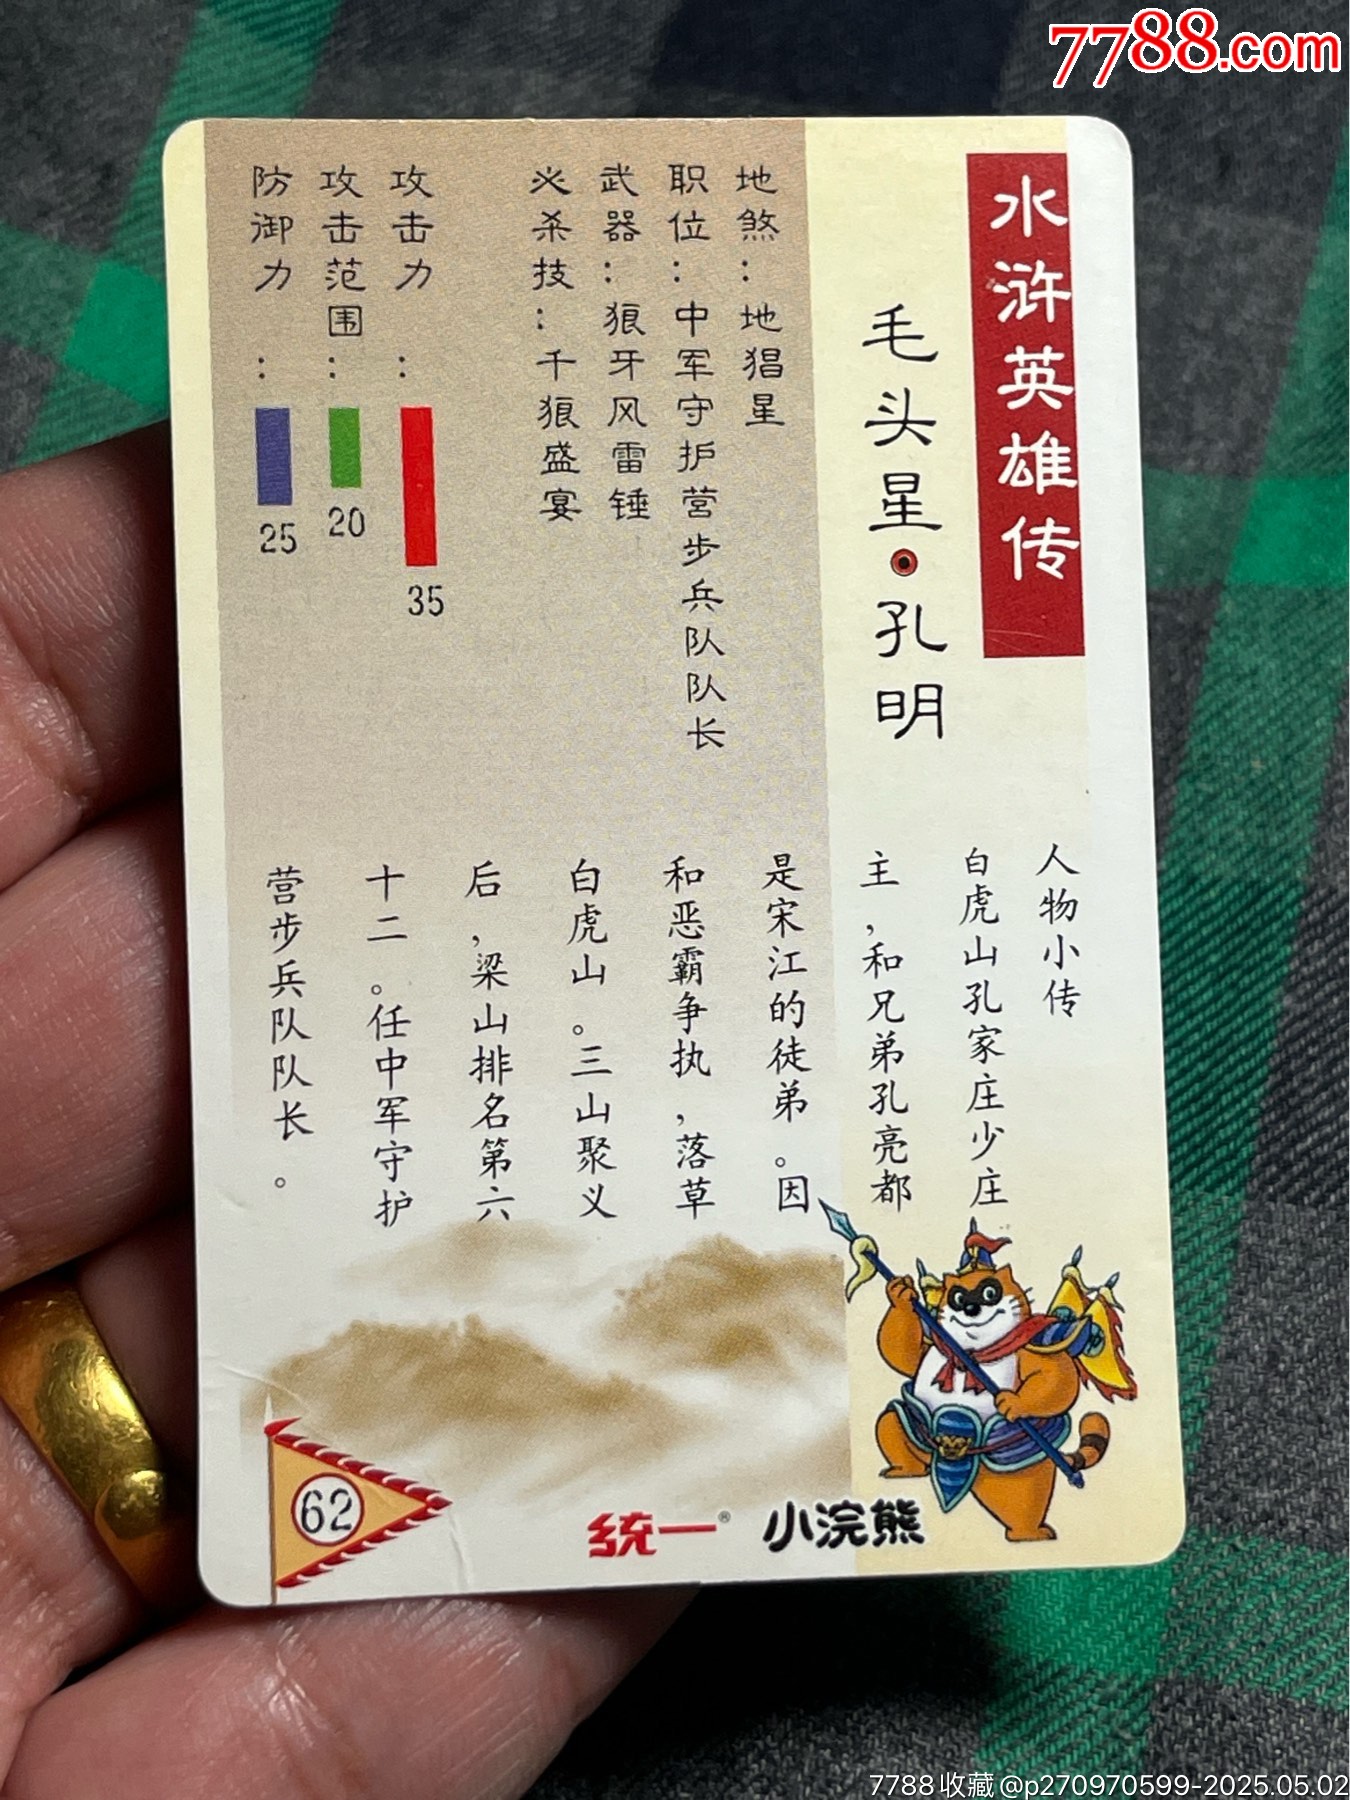 7788.com
水浒英雄传
毛头星·孔明
地煞：地猖星
职位：中军守护营步兵队队长
武器：狼牙风雷锤
必杀技：千狼盛宴
攻击力：35
攻击范围：20
防御力：25
人物小传
白虎山孔家庄少庄
主，和兄弟孔亮都
是宋江的徒弟。因
和恶霸争执，落草
白虎山。三山聚义
后，梁山排名第六
十二。任中军守护
营步兵队队长。
62
统一® 小浣熊
7788收藏@p270970599-2025.05.02